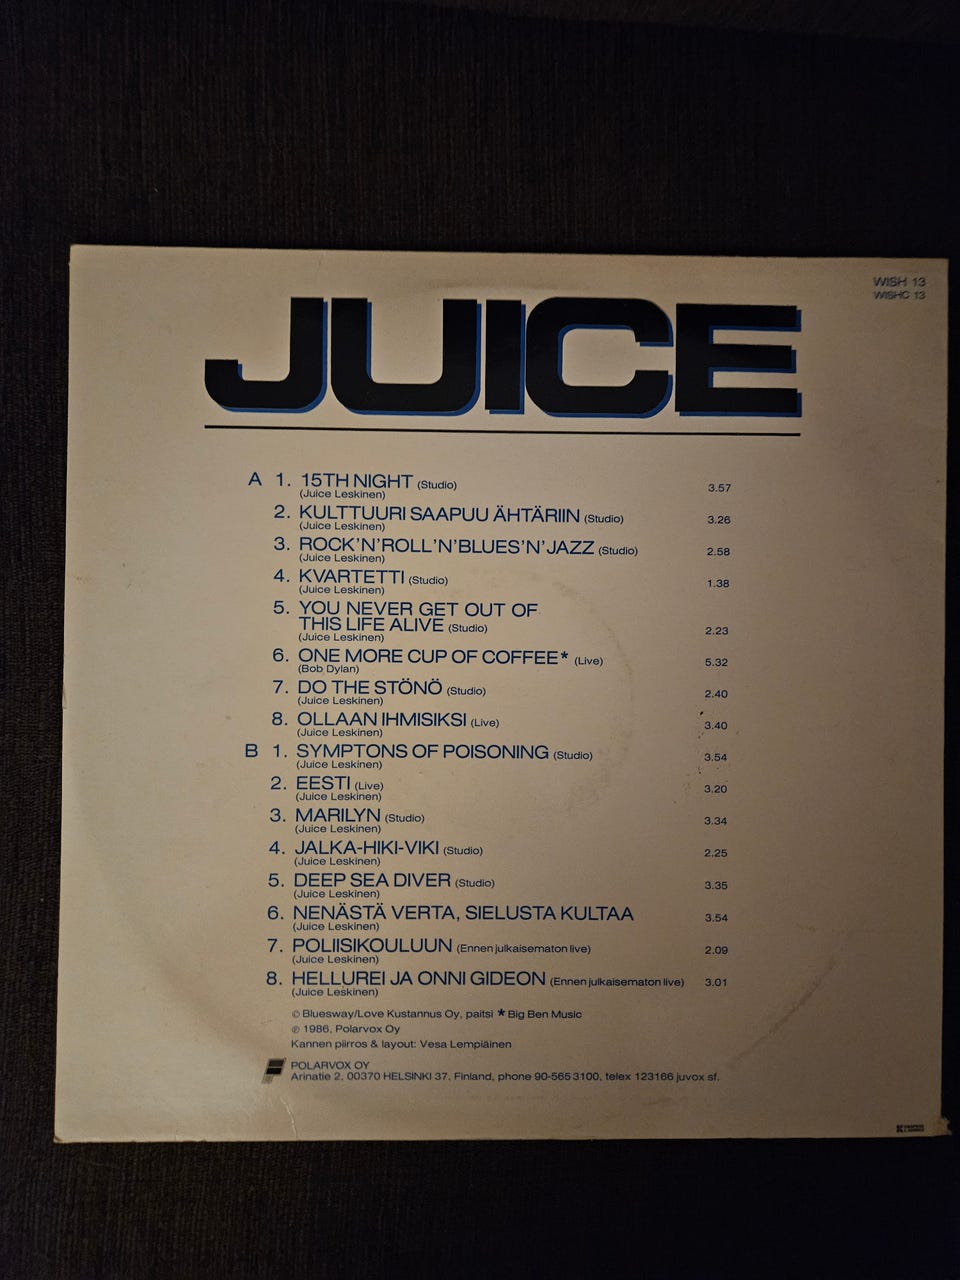 WISH 13
WISHC 13
JUICE
A 1. 15TH NIGHT (Studio) 3.57
(Juice Leskinen)
2. KULTTUURI SAAPUU ÄHTÄRIIN (Studio) 3.26
(Juice Leskinen)
3. ROCK'N'ROLL'N'BLUES'N'JAZZ (Studio) 2.58
(Juice Leskinen)
4. KVARTETTI (Studio) 1.38
(Juice Leskinen)
5. YOU NEVER GET OUT OF
THIS LIFE ALIVE (Studio) 2.23
(Juice Leskinen)
6. ONE MORE CUP OF COFFEE* (Live) 5.32
(Bob Dylan)
7. DO THE STÖNÖ (Studio) 2.40
(Juice Leskinen)
8. OLLAAN IHMISIKSI (Live) 3.40
(Juice Leskinen)
B 1. SYMPTONS OF POISONING (Studio) 3.54
(Juice Leskinen)
2. EESTI (Live) 3.20
(Juice Leskinen)
3. MARILYN (Studio) 3.34
(Juice Leskinen)
4. JALKA-HIKI-VIKI (Studio) 2.25
(Juice Leskinen)
5. DEEP SEA DIVER (Studio) 3.35
(Juice Leskinen)
6. NENÄSTÄ VERTA, SIELUSTA KULTAA 3.54
(Juice Leskinen)
7. POLIISIKOULUUN (Ennen julkaisematon live) 2.09
(Juice Leskinen)
8. HELLUREI JA ONNI GIDEON (Ennen julkaisematon live) 3.01
(Juice Leskinen)
© Bluesway/Love Kustannus Oy, paitsi * Big Ben Music
℗ 1986, Polarvox Oy
Kannen piirros & layout: Vesa Lempiäinen
POLARVOX OY
Arinatie 2, 00370 HELSINKI 37, Finland, phone 90-565 3100, telex 123166 juvox sf.